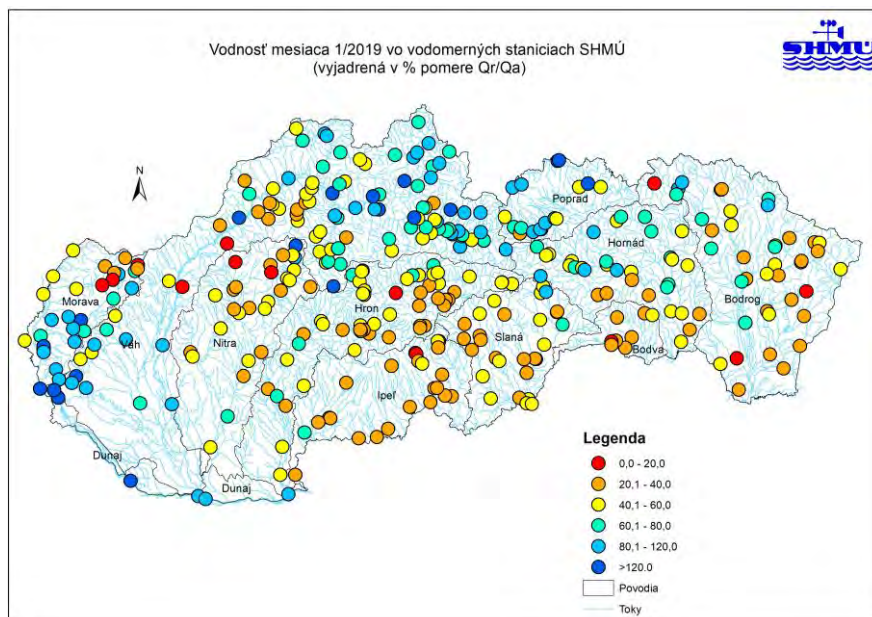 Vodnosť mesiaca 1/2019 vo vodomerných staniciach SHMÚ
(vyjadrená v % pomere Qr/Qa)
SHMÚ
N
Poprad
Hornád
Morava
Bodrog
Hron
Váh
Nitra
Slaná
Bodva
Ipeľ
Dunaj
Dunaj
Legenda
0,0 - 20,0
20,1 - 40,0
40,1 - 60,0
60,1 - 80,0
80,1 - 120,0
>120.0
Povodia
Toky